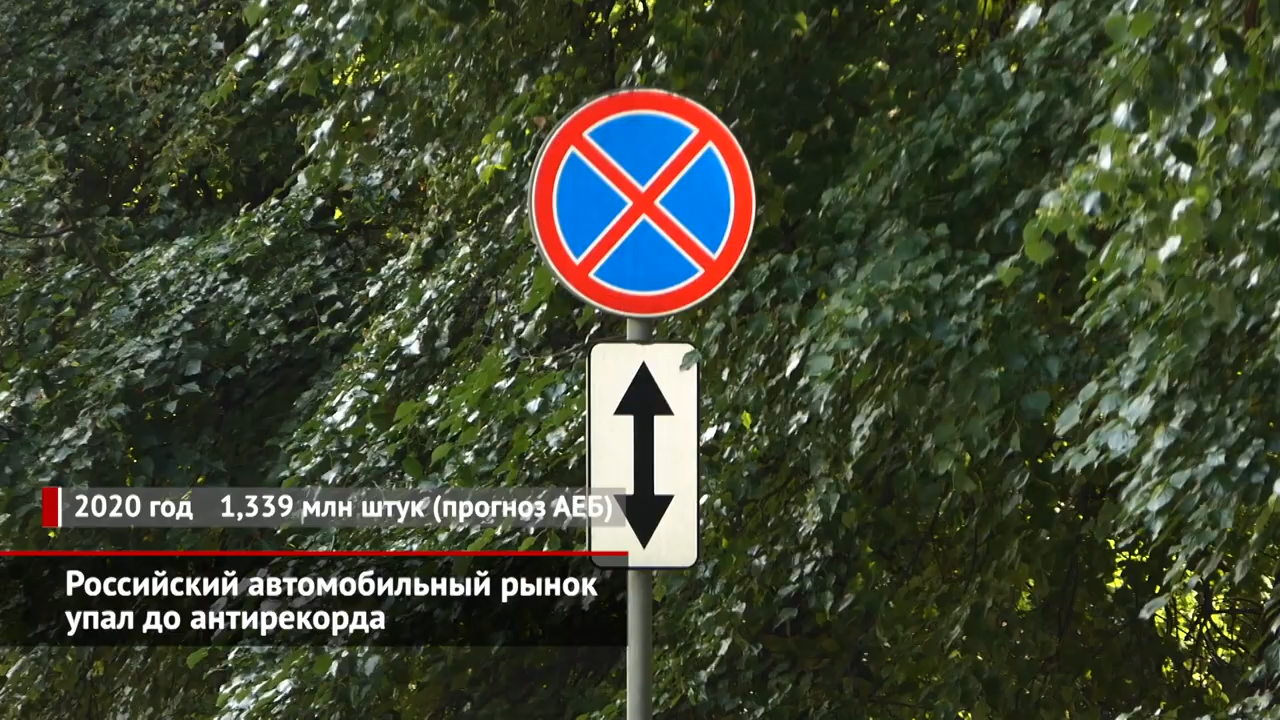 2020 год 1,339 млн штук (прогноз АЕБ)
Российский автомобильный рынок
упал до антирекорда